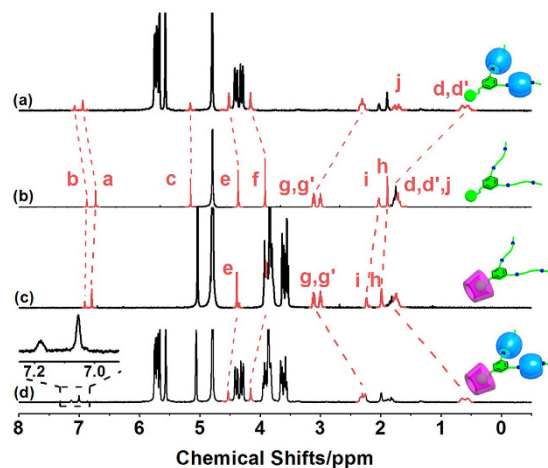 (a) j d,d'
(b) b a c e f g,g' i h d,d',j
(c) e g,g' i h
7.2 7.0
(d)
8 7 6 5 4 3 2 1 0
Chemical Shifts/ppm